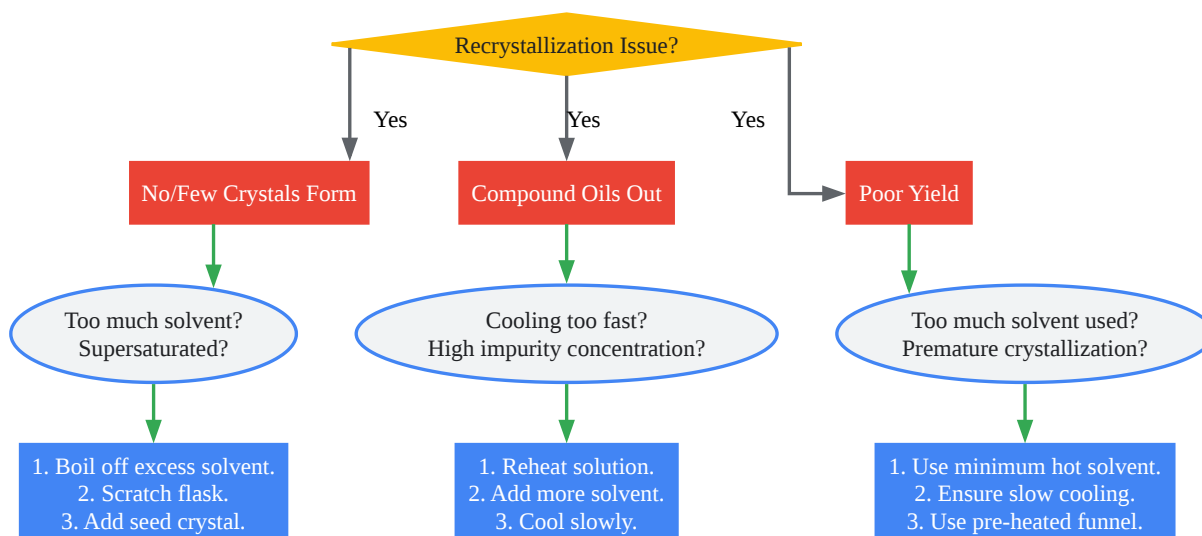 Recrystallization Issue?
Yes
Yes
Yes
No/Few Crystals Form
Compound Oils Out
Poor Yield
Too much solvent?
Supersaturated?
Cooling too fast?
High impurity concentration?
Too much solvent used?
Premature crystallization?
1. Boil off excess solvent.
2. Scratch flask.
3. Add seed crystal.
1. Reheat solution.
2. Add more solvent.
3. Cool slowly.
1. Use minimum hot solvent.
2. Ensure slow cooling.
3. Use pre-heated funnel.